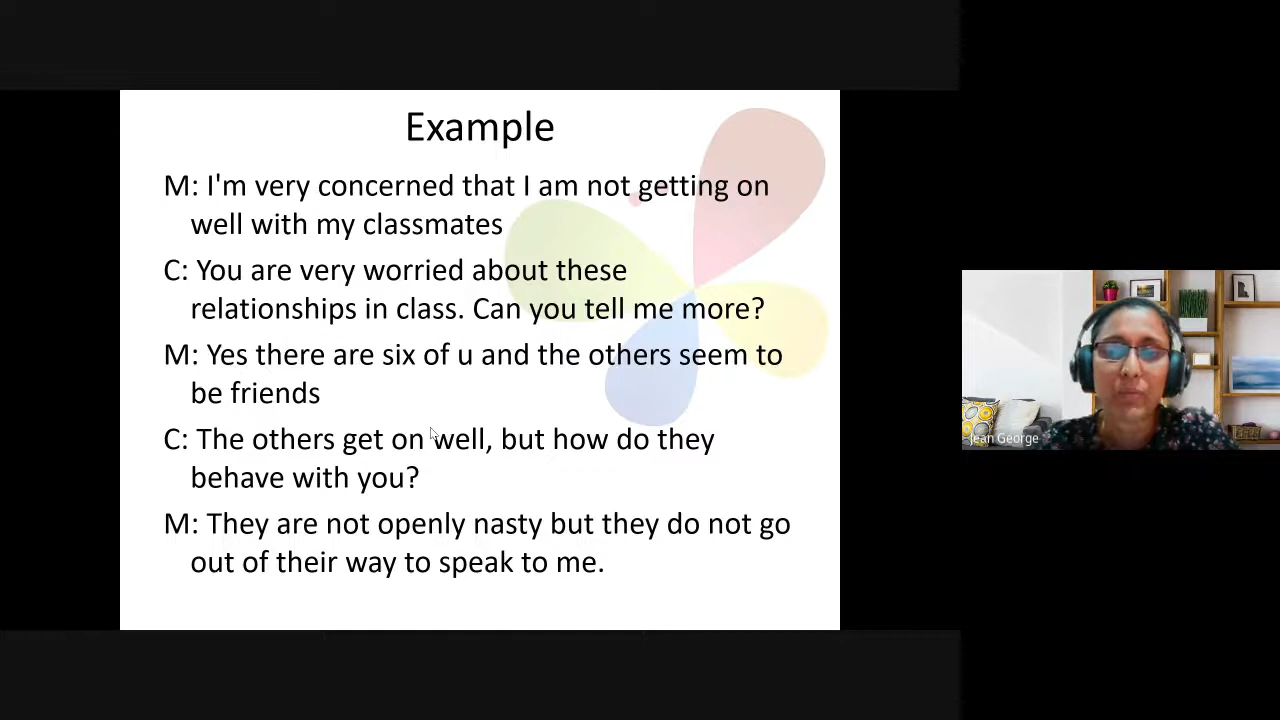 Example
M: I'm very concerned that I am not getting on
well with my classmates
C: You are very worried about these
relationships in class. Can you tell me more?
M: Yes there are six of u and the others seem to
be friends
C: The others get on well, but how do they
behave with you?
M: They are not openly nasty but they do not go
out of their way to speak to me.
Jean George